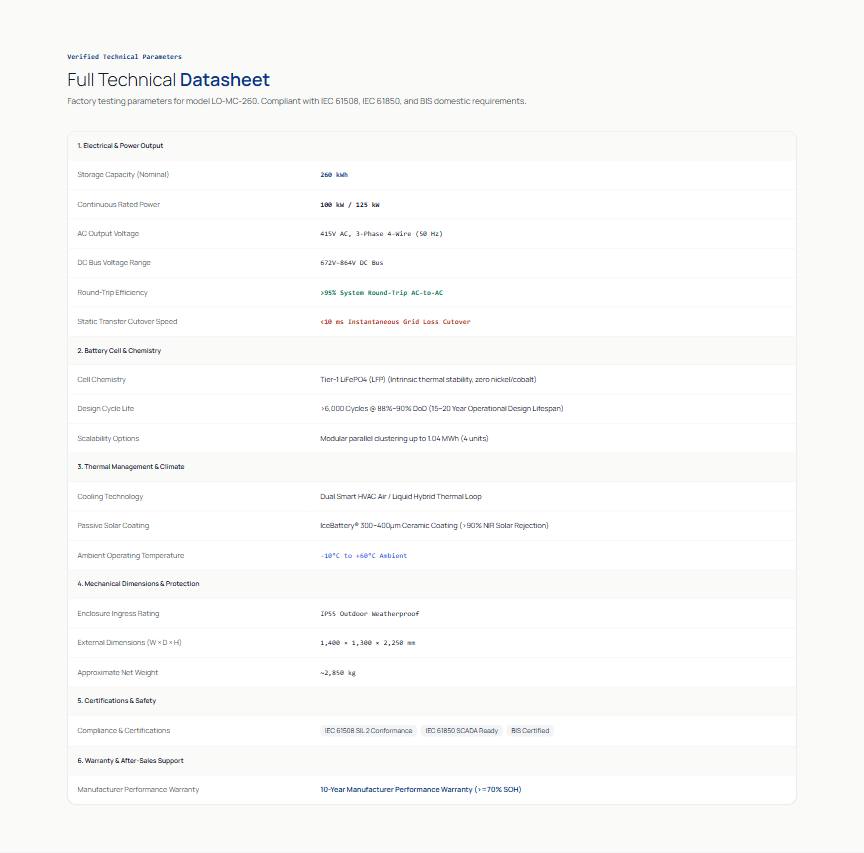 Verified Technical Parameters
Full Technical Datasheet
Factory testing parameters for model LO-MC-260. Compliant with IEC 61508, IEC 61850, and BIS domestic requirements.
1. Electrical & Power Output
Storage Capacity (Nominal) 260 kWh
Continuous Rated Power 100 kW / 125 kW
AC Output Voltage 415V AC, 3-Phase 4-Wire (50 Hz)
DC Bus Voltage Range 672V-864V DC Bus
Round-Trip Efficiency >95% System Round-Trip AC-to-AC
Static Transfer Cutover Speed <10 ms Instantaneous Grid Loss Cutover
2. Battery Cell & Chemistry
Cell Chemistry Tier-1 LiFePO4 (LFP) (Intrinsic thermal stability, zero nickel/cobalt)
Design Cycle Life >6,000 Cycles @ 88%–90% DoD (15–20 Year Operational Design Lifespan)
Scalability Options Modular parallel clustering up to 1.04 MWh (4 units)
3. Thermal Management & Climate
Cooling Technology Dual Smart HVAC Air / Liquid Hybrid Thermal Loop
Passive Solar Coating IceBattery® 300–400μm Ceramic Coating (>90% NIR Solar Rejection)
Ambient Operating Temperature -10°C to +60°C Ambient
4. Mechanical Dimensions & Protection
Enclosure Ingress Rating IP55 Outdoor Weatherproof
External Dimensions (W × D × H) 1,400 × 1,300 × 2,250 mm
Approximate Net Weight ~2,850 kg
5. Certifications & Safety
Compliance & Certifications IEC 61508 SIL 2 Conformance IEC 61850 SCADA Ready BIS Certified
6. Warranty & After-Sales Support
Manufacturer Performance Warranty 10-Year Manufacturer Performance Warranty (>=70% SOH)